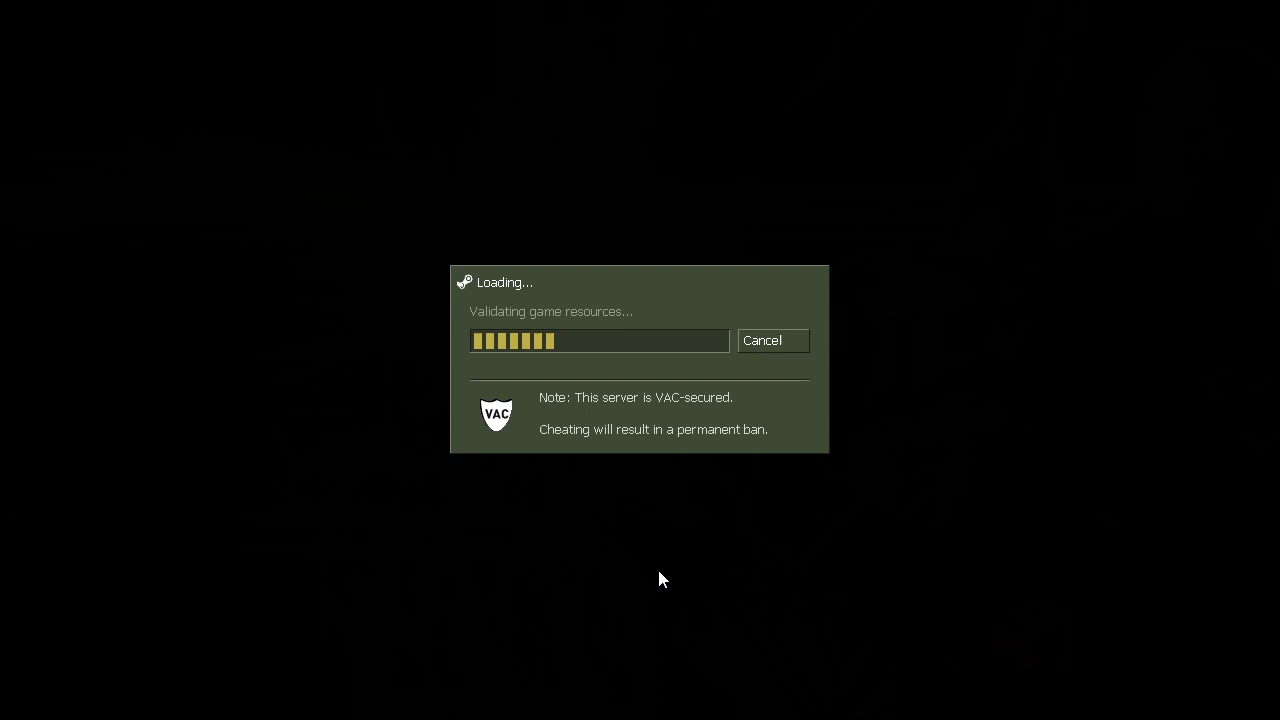 Loading...
Validating game resources...
Cancel
VAC
Note: This server is VAC-secured.
Cheating will result in a permanent ban.